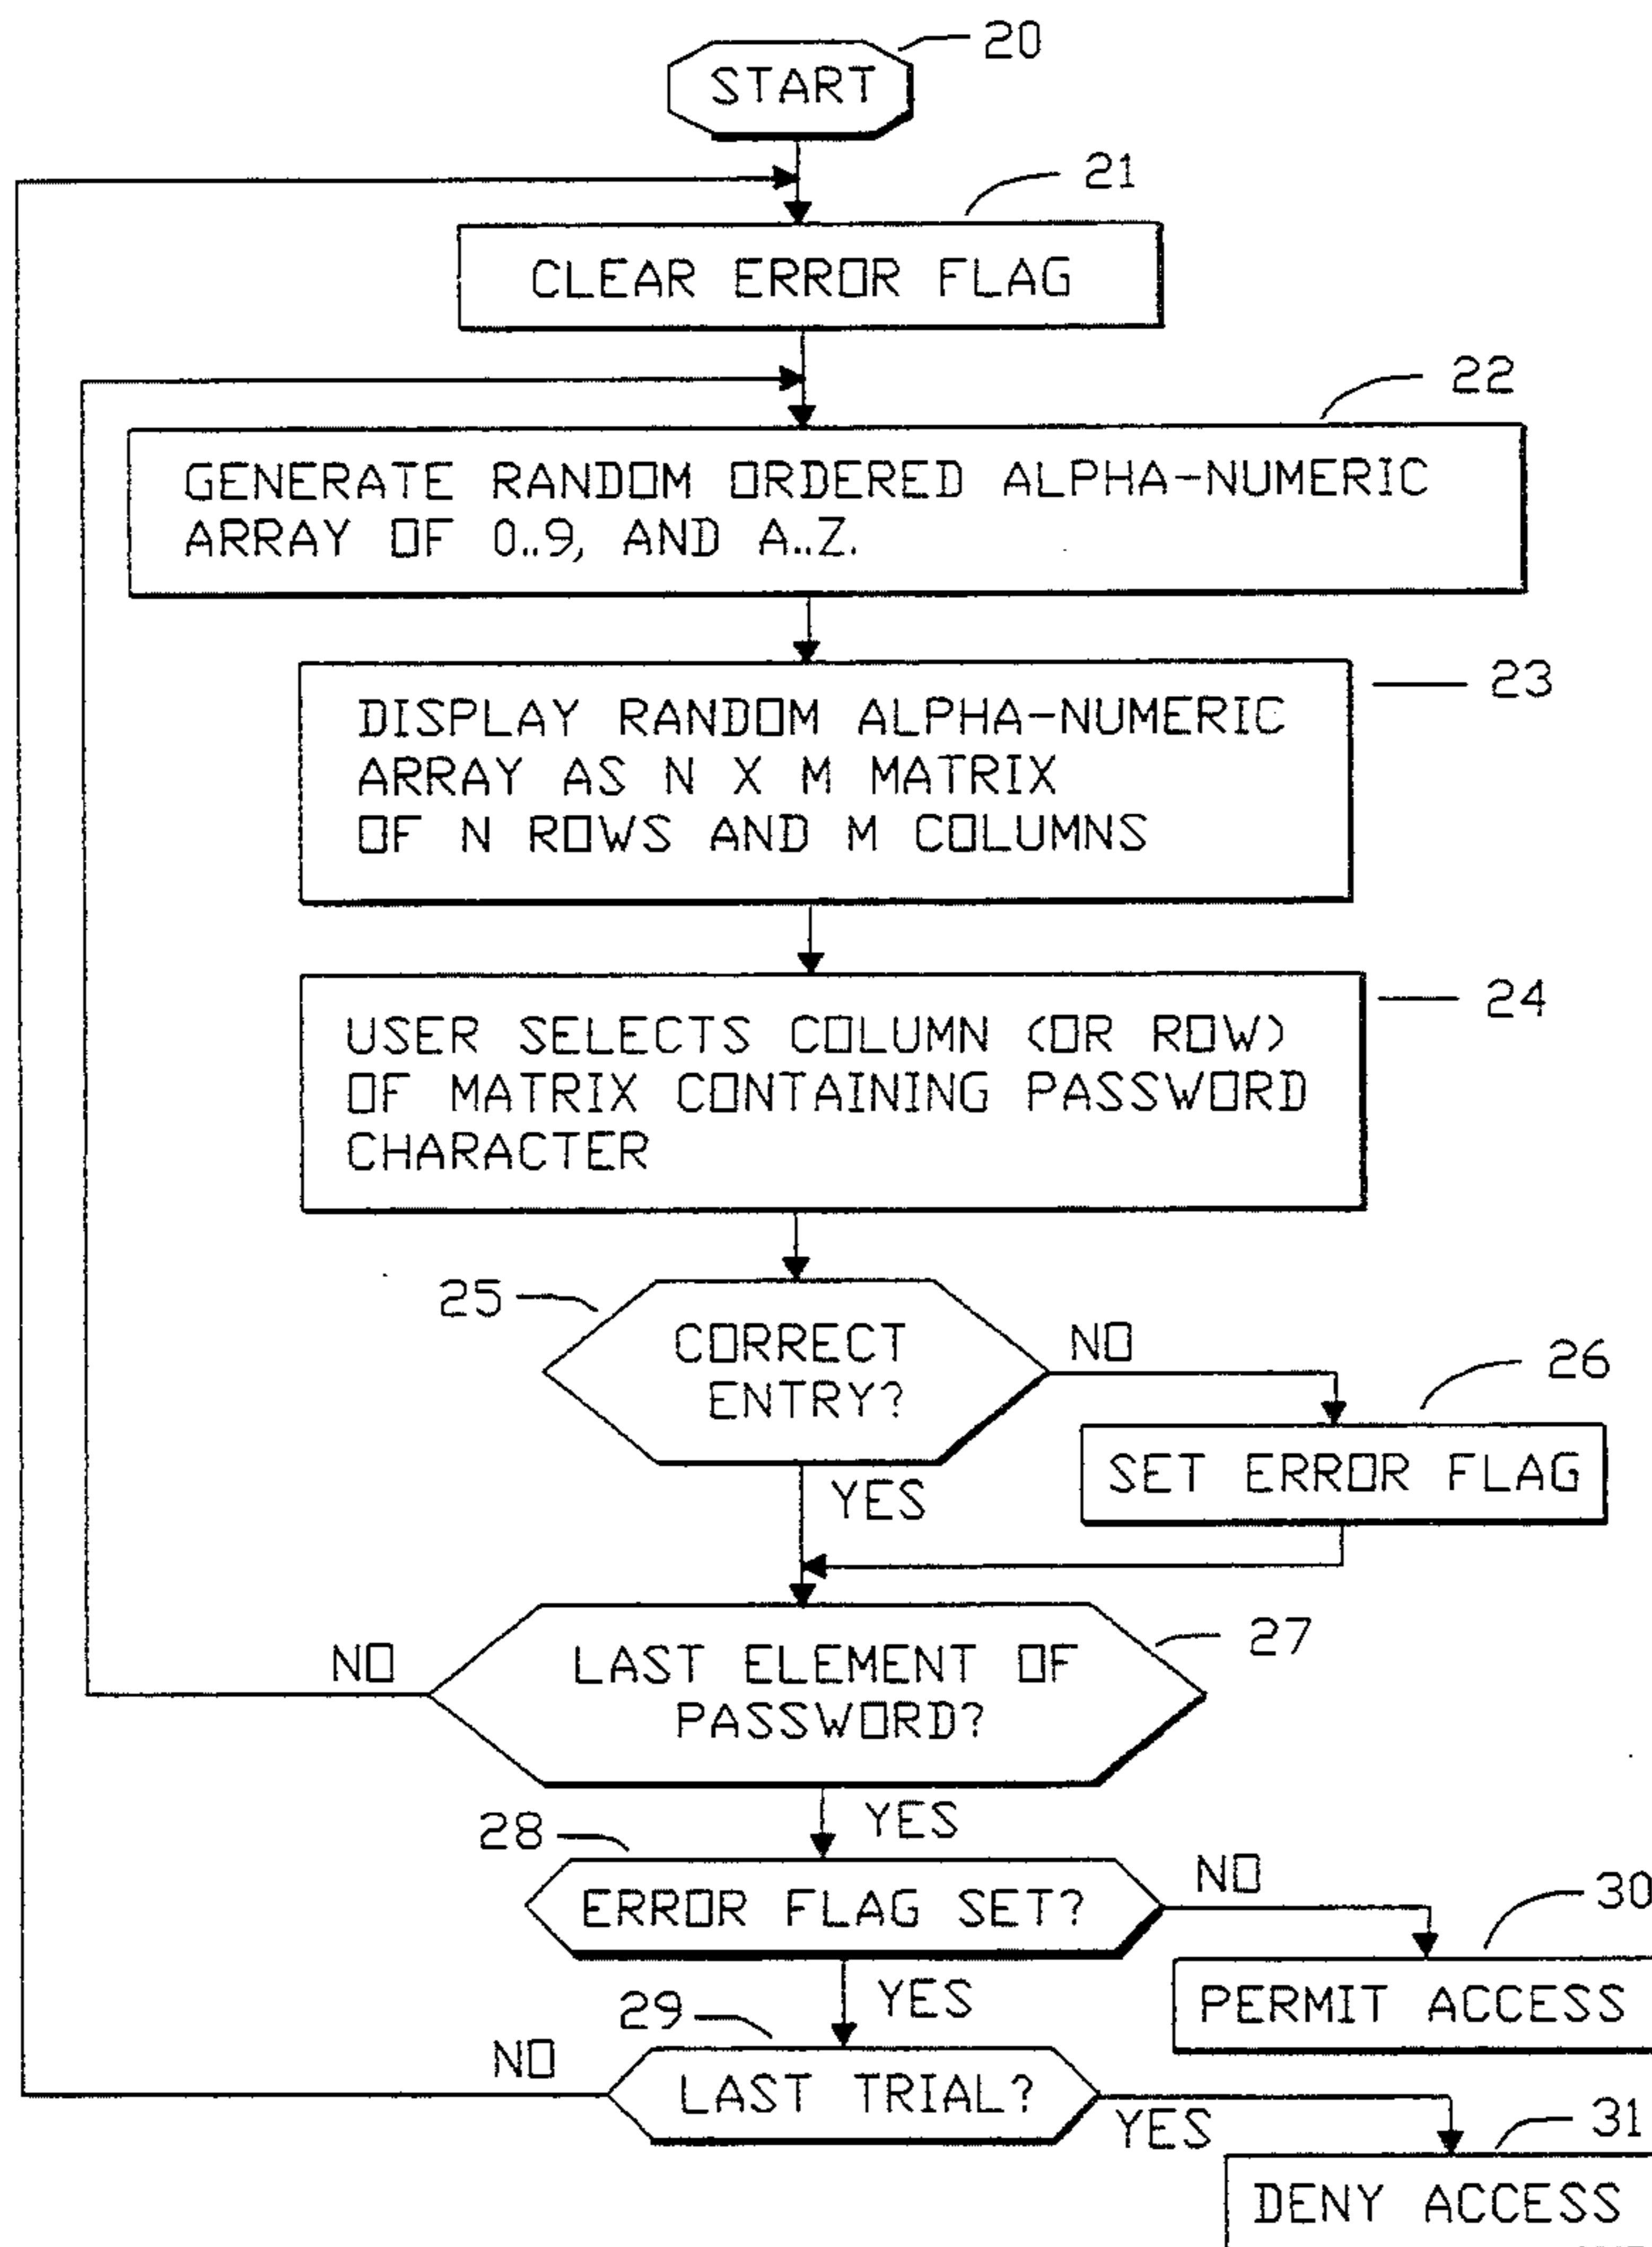 20
START
21
CLEAR ERROR FLAG
22
GENERATE RANDOM ORDERED ALPHA-NUMERIC
ARRAY OF 0..9, AND A..Z.
23
DISPLAY RANDOM ALPHA-NUMERIC
ARRAY AS N X M MATRIX
OF N ROWS AND M COLUMNS
24
USER SELECTS COLUMN (OR ROW)
OF MATRIX CONTAINING PASSWORD
CHARACTER
25
CORRECT
ENTRY?
NO
26
SET ERROR FLAG
YES
27
NO
LAST ELEMENT OF
PASSWORD?
YES
28
ERROR FLAG SET?
NO
30
PERMIT ACCESS
YES
29
NO
LAST TRIAL?
YES
31
DENY ACCESS